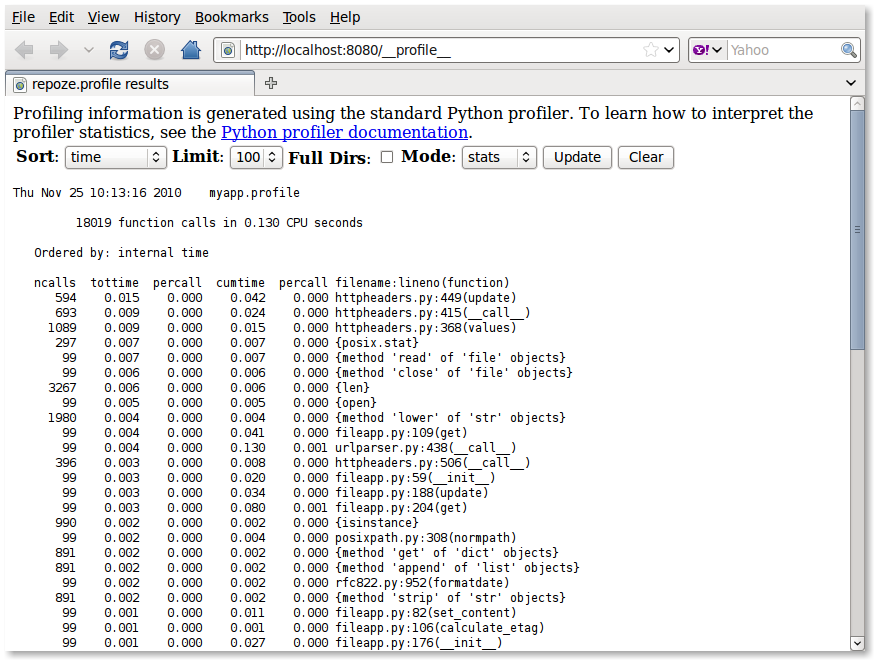 File Edit View History Bookmarks Tools Help
http://localhost:8080/__profile__ Yahoo
repoze.profile results
Profiling information is generated using the standard Python profiler. To learn how to interpret the
profiler statistics, see the Python profiler documentation.
Sort: time Limit: 100 Full Dirs: Mode: stats Update Clear
Thu Nov 25 10:13:16 2010    myapp.profile
18019 function calls in 0.130 CPU seconds
Ordered by: internal time
ncalls  tottime  percall  cumtime  percall filename:lineno(function)
594    0.015    0.000    0.042    0.000 httpheaders.py:449(update)
693    0.009    0.000    0.024    0.000 httpheaders.py:415(__call__)
1089    0.009    0.000    0.015    0.000 httpheaders.py:368(values)
297    0.007    0.000    0.007    0.000 {posix.stat}
99    0.007    0.000    0.007    0.000 {method 'read' of 'file' objects}
99    0.006    0.000    0.006    0.000 {method 'close' of 'file' objects}
3267    0.006    0.000    0.006    0.000 {len}
99    0.005    0.000    0.005    0.000 {open}
1980    0.004    0.000    0.004    0.000 {method 'lower' of 'str' objects}
99    0.004    0.000    0.041    0.000 fileapp.py:109(get)
99    0.004    0.000    0.130    0.001 urlparser.py:438(__call__)
396    0.003    0.000    0.008    0.000 httpheaders.py:506(__call__)
99    0.003    0.000    0.020    0.000 fileapp.py:59(__init__)
99    0.003    0.000    0.034    0.000 fileapp.py:188(update)
99    0.003    0.000    0.080    0.001 fileapp.py:204(get)
990    0.002    0.000    0.002    0.000 {isinstance}
99    0.002    0.000    0.004    0.000 posixpath.py:308(normpath)
891    0.002    0.000    0.002    0.000 {method 'get' of 'dict' objects}
891    0.002    0.000    0.002    0.000 {method 'append' of 'list' objects}
99    0.002    0.000    0.002    0.000 rfc822.py:952(formatdate)
891    0.002    0.000    0.002    0.000 {method 'strip' of 'str' objects}
99    0.001    0.000    0.011    0.000 fileapp.py:82(set_content)
99    0.001    0.000    0.001    0.000 fileapp.py:106(calculate_etag)
99    0.001    0.000    0.027    0.000 fileapp.py:176(__init__)